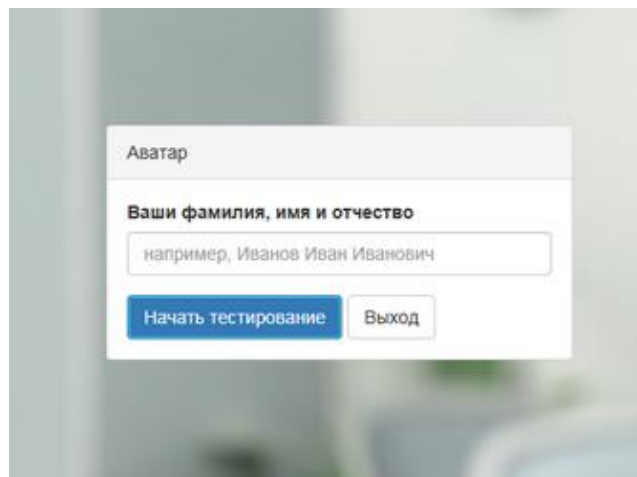 Аватар
Ваши фамилия, имя и отчество
например, Иванов Иван Иванович
Начать тестирование Выход